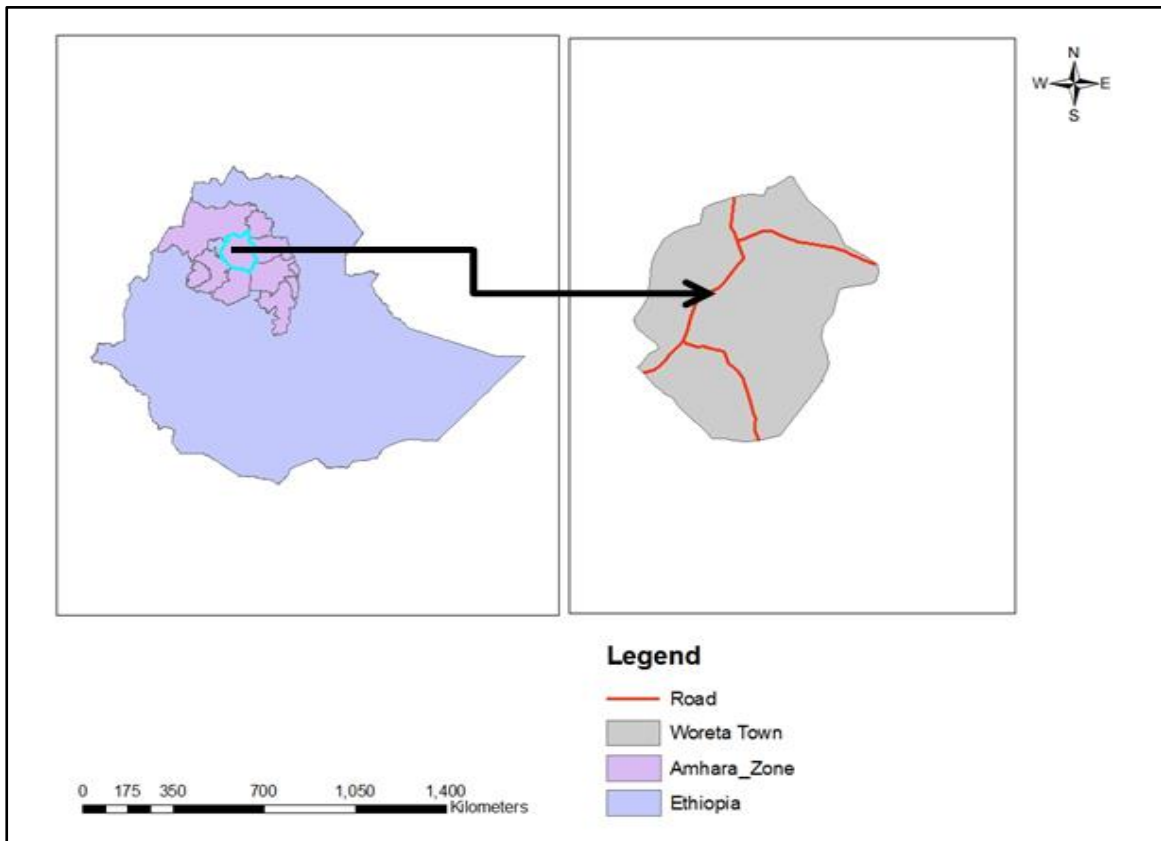 N
W E
S
Legend
Road
Woreta Town
Amhara_Zone
Ethiopia
0 175 350 700 1,050 1,400
Kilometers